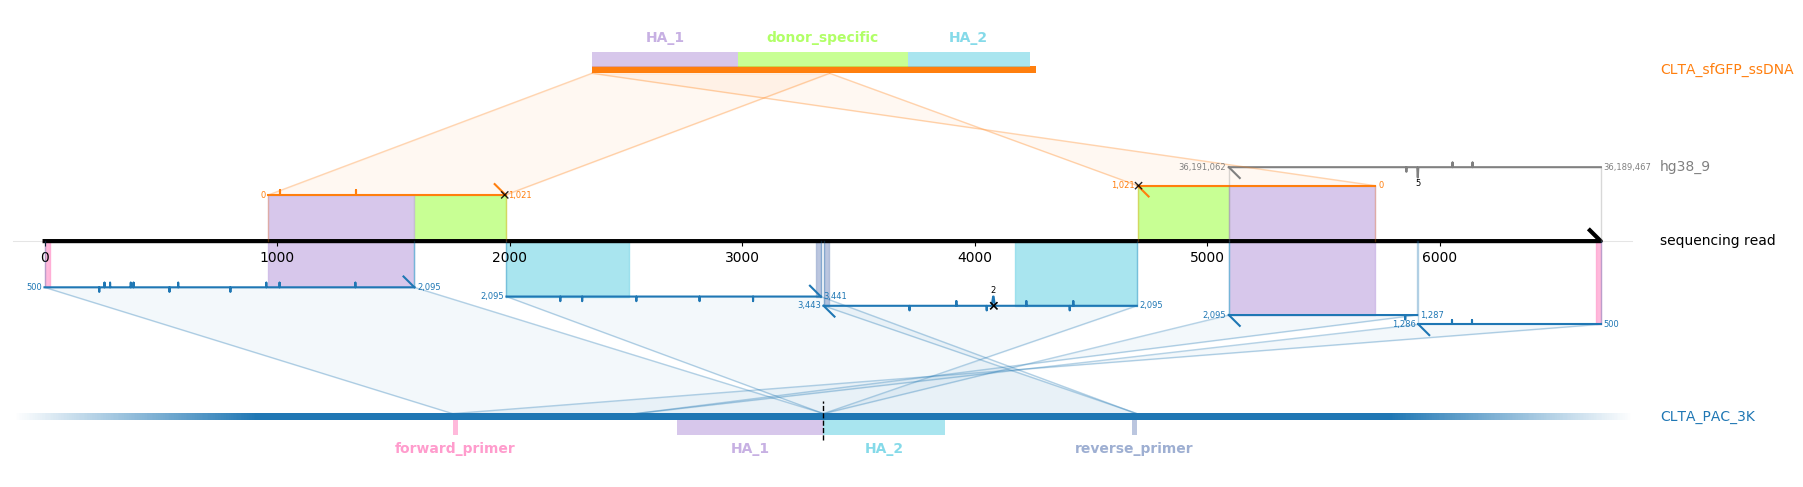 HA_1 donor_specific HA_2
CLTA_sfGFP_ssDNA
36,191,062 36,189,467 hg38_9
5
0 1,021 1,021 0
sequencing read
0 1000 2000 3000 4000 5000 6000
500 2,095 2,095 3,441 2
3,443 2,095 2,095 1,287
1,286 500
CLTA_PAC_3K
forward_primer HA_1 HA_2 reverse_primer